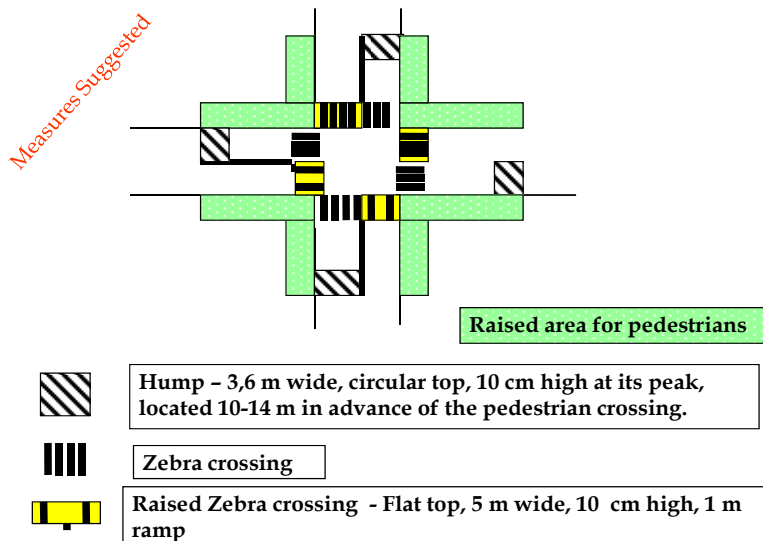 Measures Suggested
Raised area for pedestrians
Hump – 3,6 m wide, circular top, 10 cm high at its peak,
located 10-14 m in advance of the pedestrian crossing.
Zebra crossing
Raised Zebra crossing - Flat top, 5 m wide, 10 cm high, 1 m
ramp